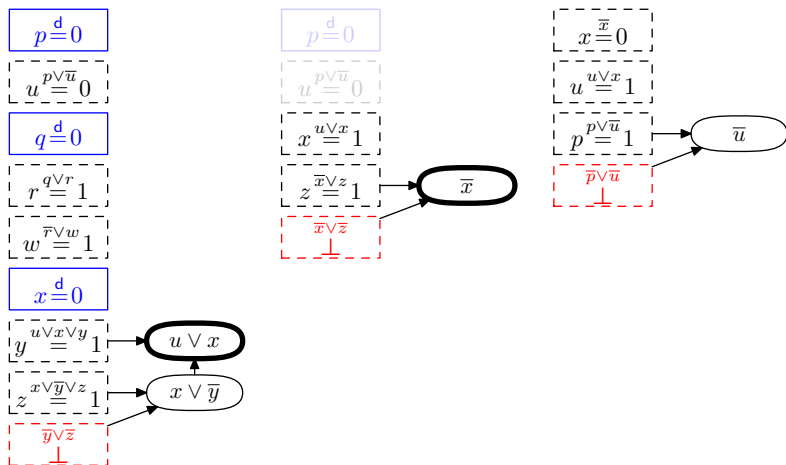 p =ᵈ 0
u =^{p∨u̅} 0
q =ᵈ 0
r =^{q∨r} 1
w =^{r̅∨w} 1
x =ᵈ 0
y =^{u∨x∨y} 1
u ∨ x
z =^{x∨y̅∨z} 1
x ∨ y̅
y̅∨z̅
⊥
p =ᵈ 0
u =^{p∨u̅} 0
x =^{u∨x} 1
z =^{x̅∨z} 1
x̅
x̅∨z̅
⊥
x =^{x̅} 0
u =^{u∨x} 1
p =^{p∨u̅} 1
u̅
p̅∨u̅
⊥